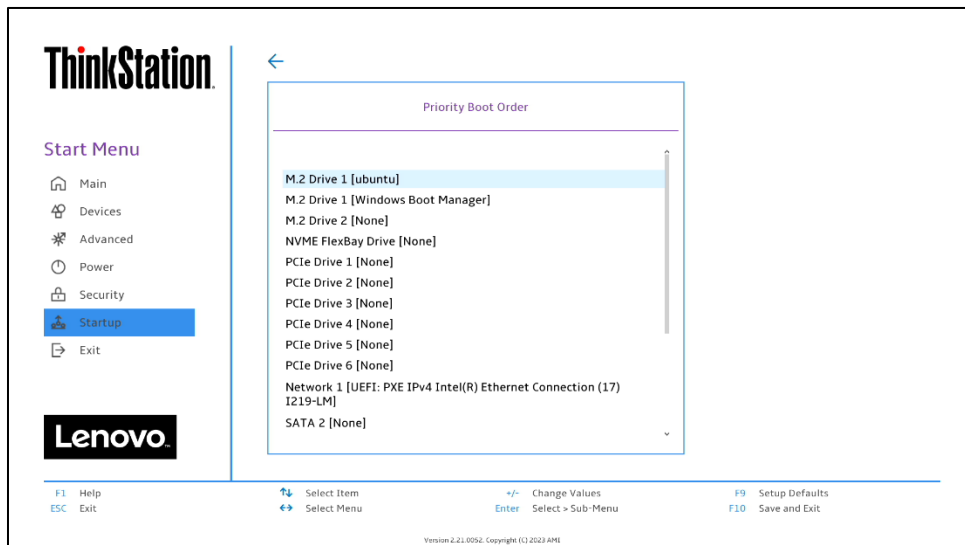 ThinkStation
Start Menu
Main
Devices
Advanced
Power
Security
Startup
Exit
Lenovo
Priority Boot Order
M.2 Drive 1 [ubuntu]
M.2 Drive 1 [Windows Boot Manager]
M.2 Drive 2 [None]
NVME FlexBay Drive [None]
PCIe Drive 1 [None]
PCIe Drive 2 [None]
PCIe Drive 3 [None]
PCIe Drive 4 [None]
PCIe Drive 5 [None]
PCIe Drive 6 [None]
Network 1 [UEFI: PXE IPv4 Intel(R) Ethernet Connection (17)
I219-LM]
SATA 2 [None]
F1 Help ↑↓ Select Item +/- Change Values F9 Setup Defaults
ESC Exit ↔ Select Menu Enter Select > Sub-Menu F10 Save and Exit
Version 2.21.0052. Copyright (C) 2023 AMI